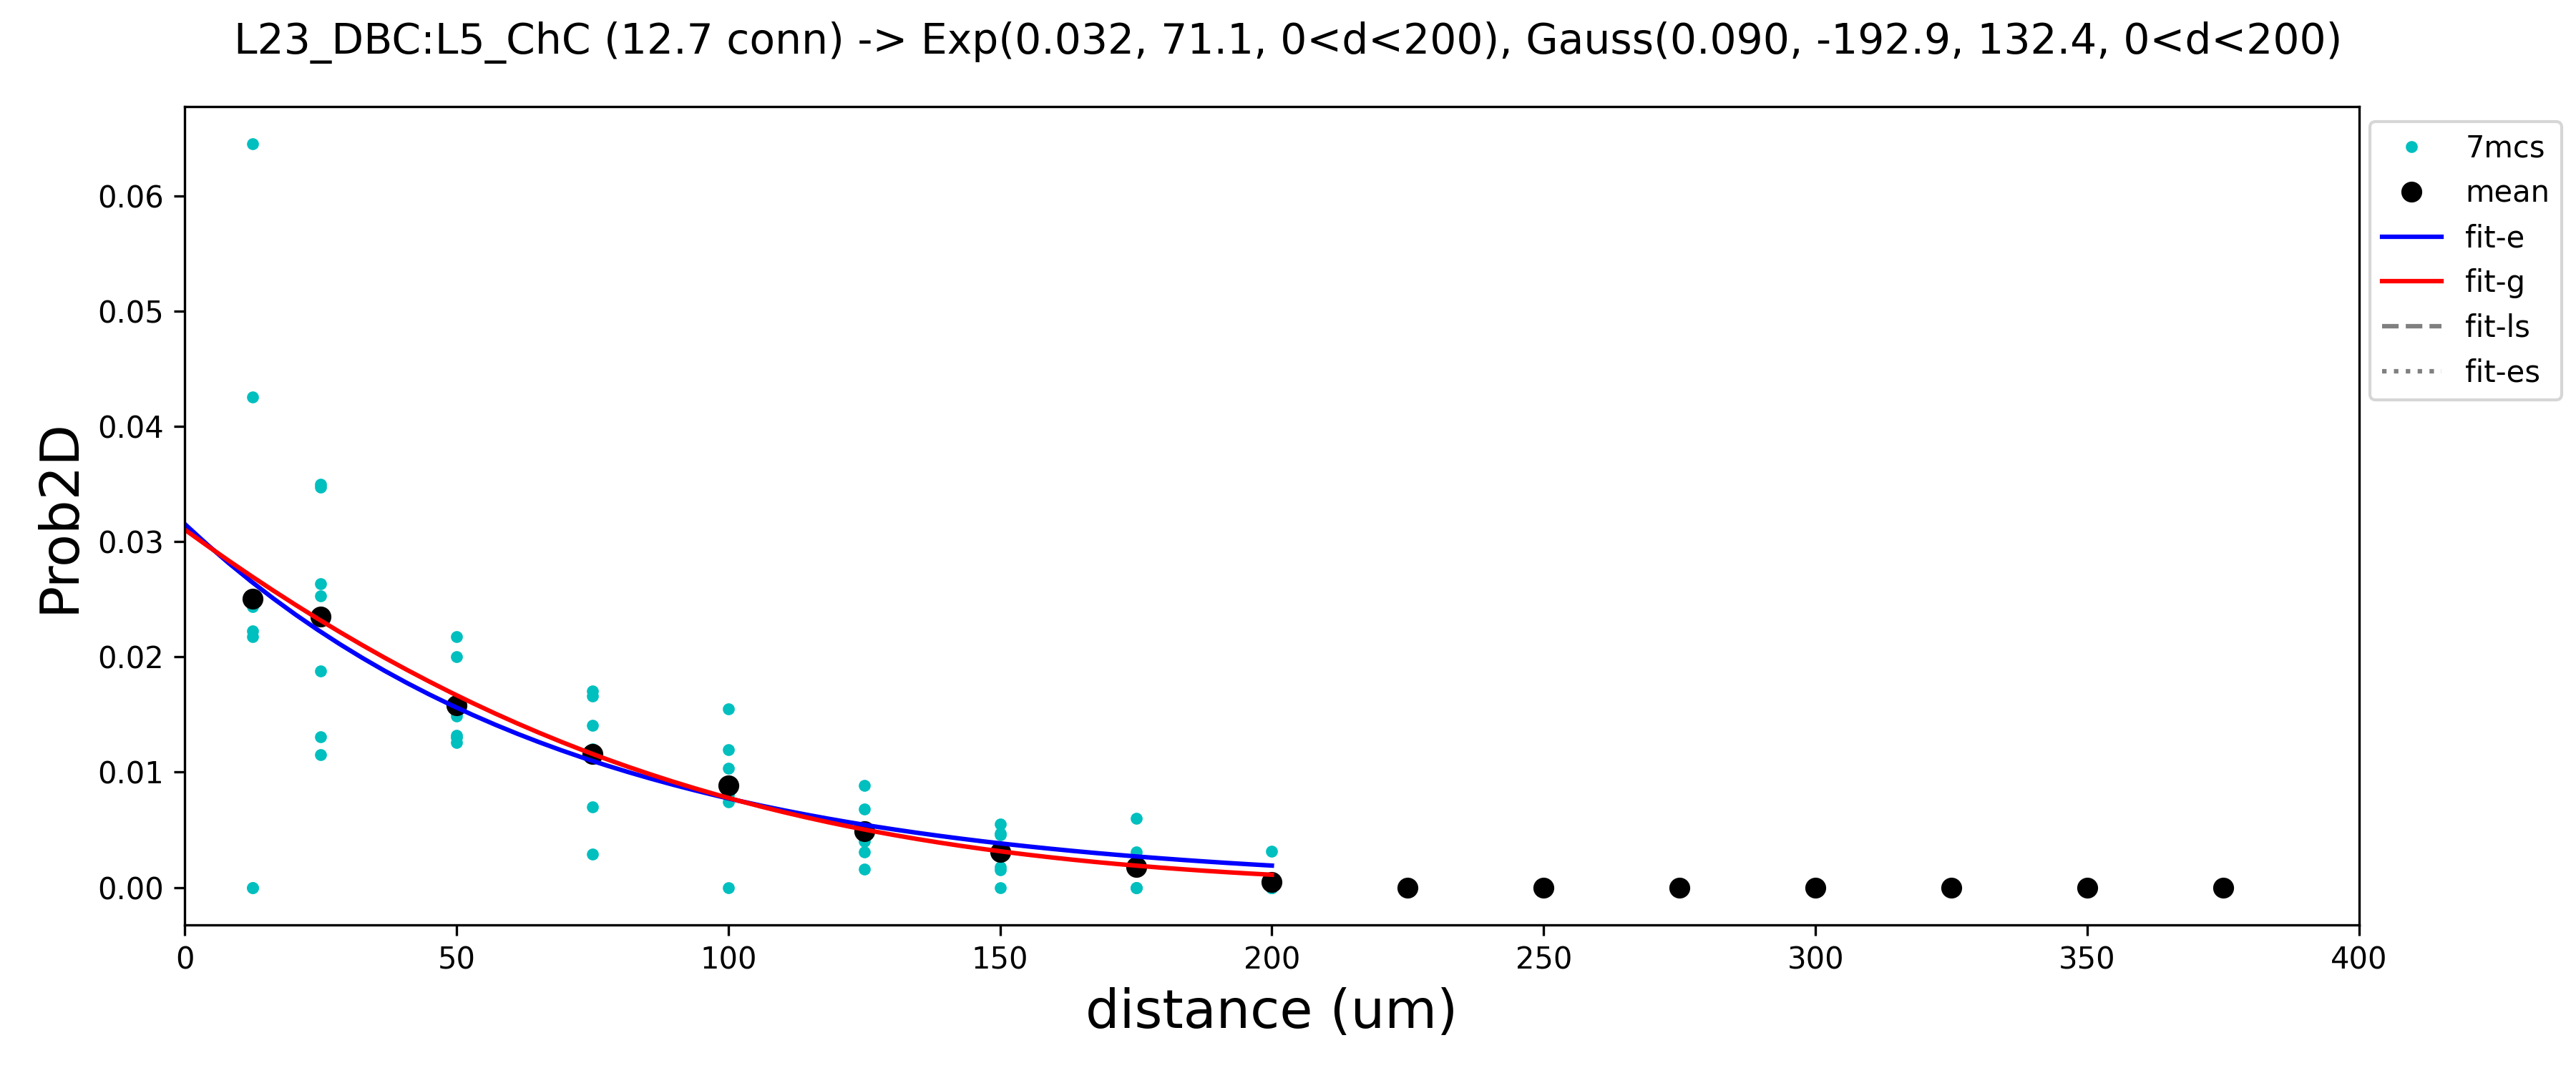 L23_DBC:L5_ChC (12.7 conn) -> Exp(0.032, 71.1, 0<d<200), Gauss(0.090, -192.9, 132.4, 0<d<200)
7mcs
mean
fit-e
fit-g
fit-ls
fit-es
Prob2D
0.06
0.05
0.04
0.03
0.02
0.01
0.00
0 50 100 150 200 250 300 350 400
distance (um)